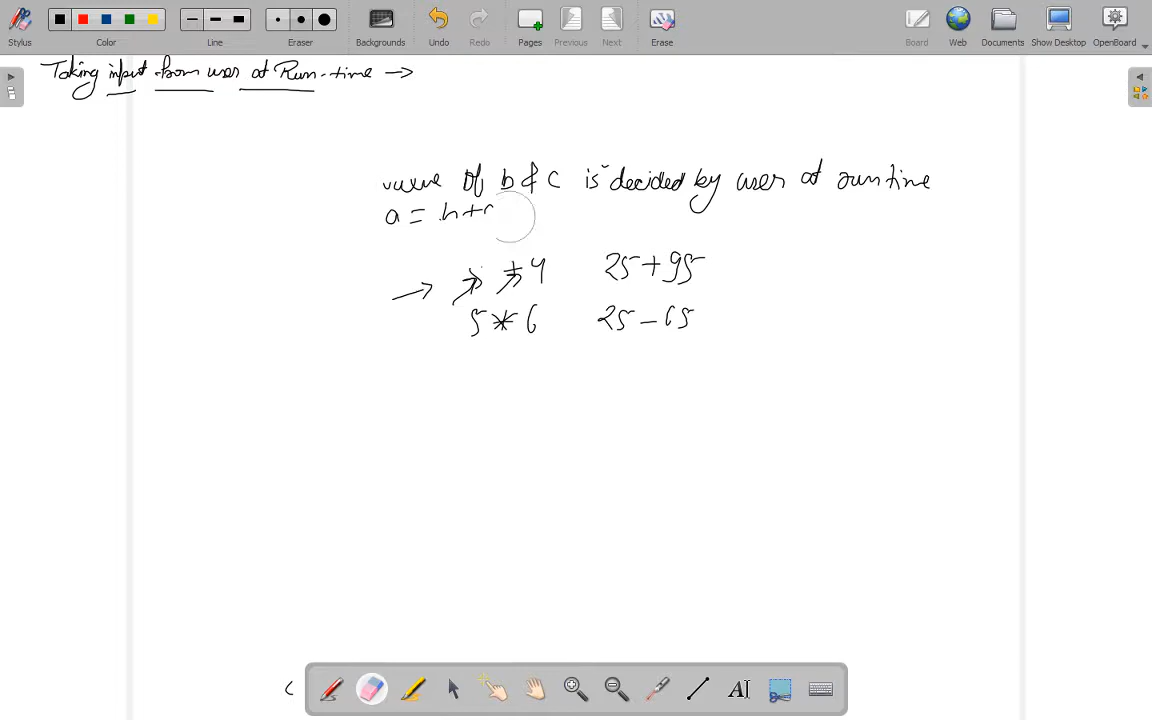 Stylus Color Line Eraser Backgrounds Undo Redo Pages Previous Next Erase Board Web Documents Show Desktop OpenBoard
Taking input from user at Run-time →
value of b & c is decided by user at runtime
a =
→ + 4 25+95
5 * 6 25-65